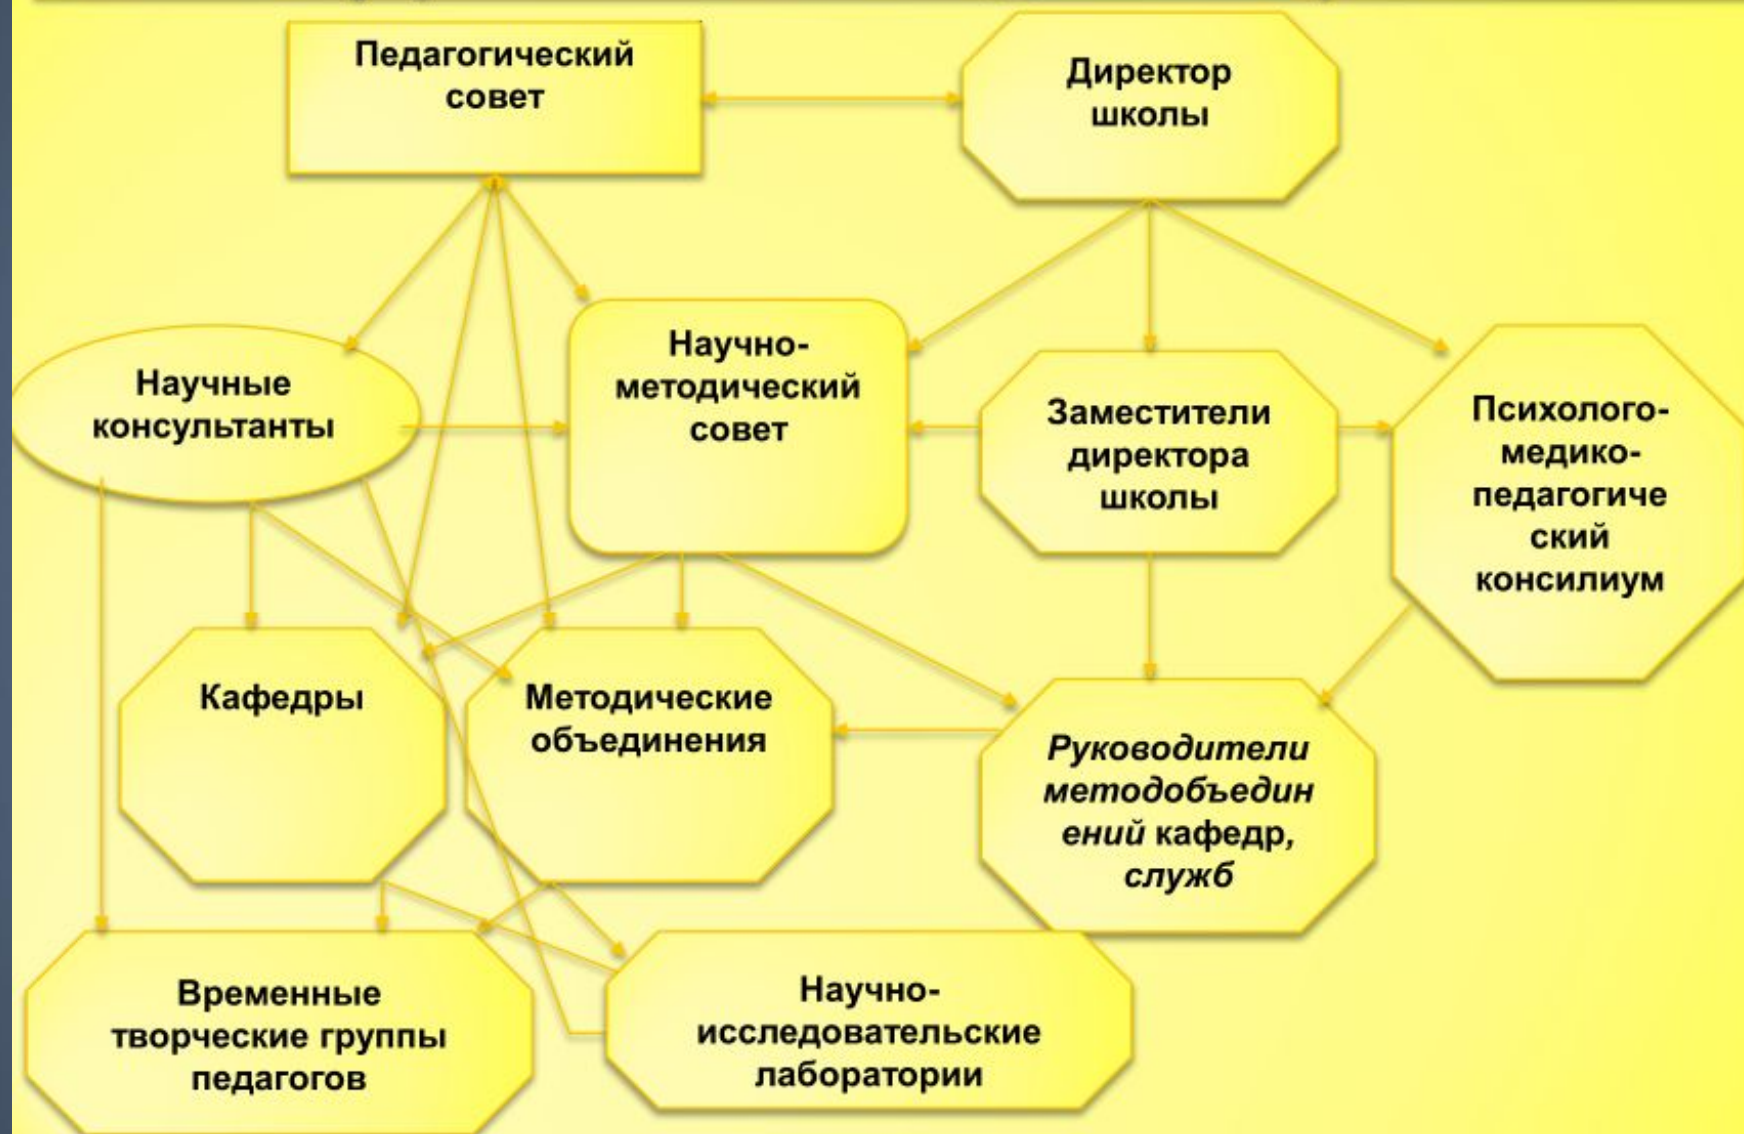 Педагогический
совет
Директор
школы
Научные
консультанты
Научно-
методический
совет
Заместители
директора
школы
Психолого-
медико-
педагогиче
ский
консилиум
Кафедры
Методические
объединения
Руководители
методобъедин
ений кафедр,
служб
Временные
творческие группы
педагогов
Научно-
исследовательские
лаборатории